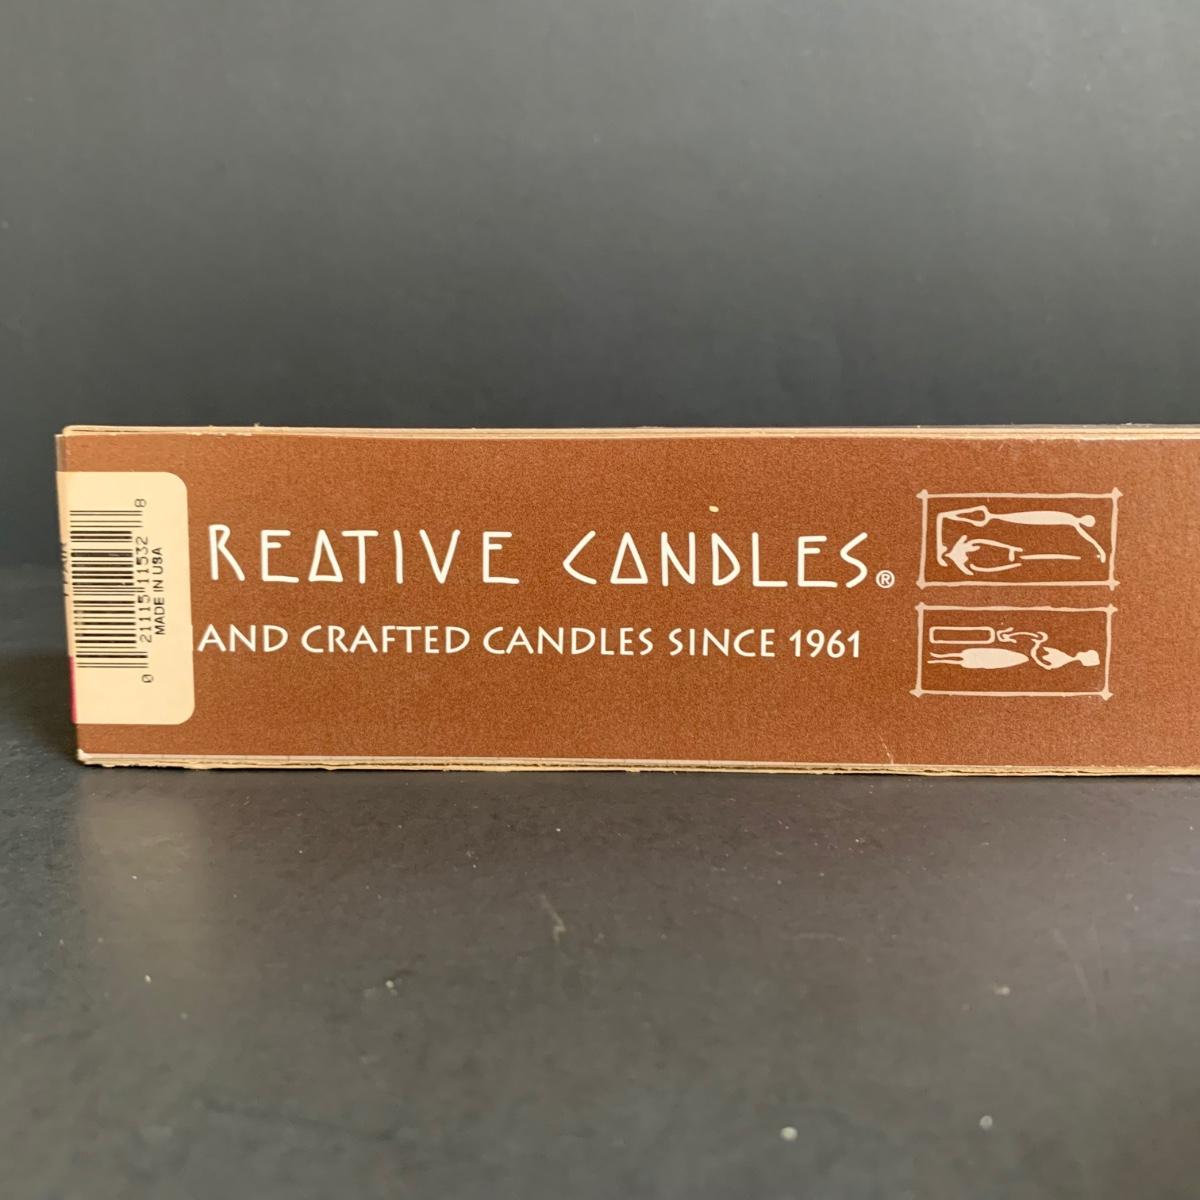 REATIVE CANDLES®
AND CRAFTED CANDLES SINCE 1961
0 21115 11532 8
MADE IN USA